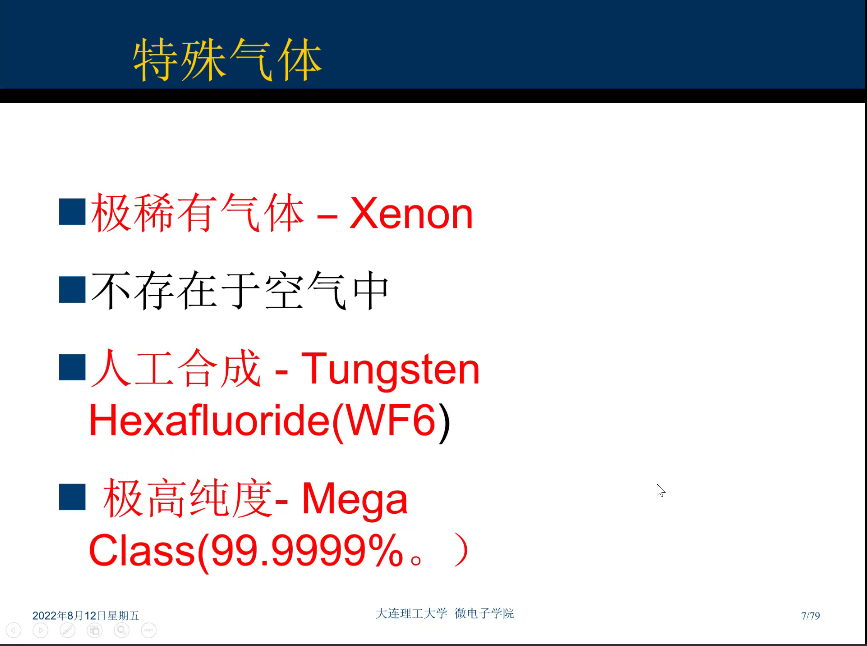 特殊气体
极稀有气体 – Xenon
不存在于空气中
人工合成 - Tungsten
Hexafluoride(WF6)
极高纯度- Mega
Class(99.9999%。）
2022年8月12日星期五
大连理工大学 微电子学院
7/79